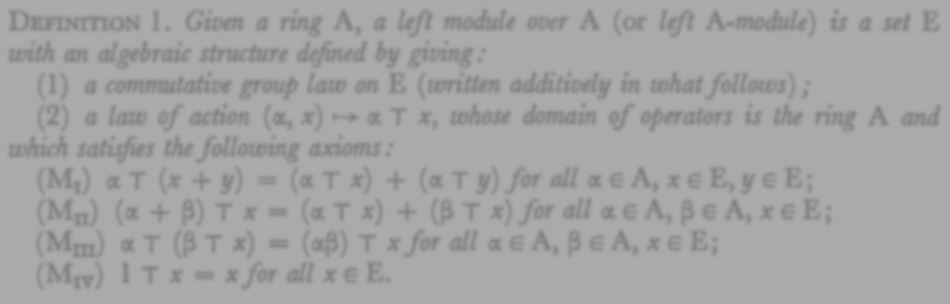 DEFINITION 1. Given a ring A, a left module over A (or left A-module) is a set E
with an algebraic structure defined by giving:
(1) a commutative group law on E (written additively in what follows);
(2) a law of action (α, x) ↦ α ⊤ x, whose domain of operators is the ring A and
which satisfies the following axioms:
(M_I) α ⊤ (x + y) = (α ⊤ x) + (α ⊤ y) for all α ∈ A, x ∈ E, y ∈ E;
(M_II) (α + β) ⊤ x = (α ⊤ x) + (β ⊤ x) for all α ∈ A, β ∈ A, x ∈ E;
(M_III) α ⊤ (β ⊤ x) = (αβ) ⊤ x for all α ∈ A, β ∈ A, x ∈ E;
(M_IV) 1 ⊤ x = x for all x ∈ E.